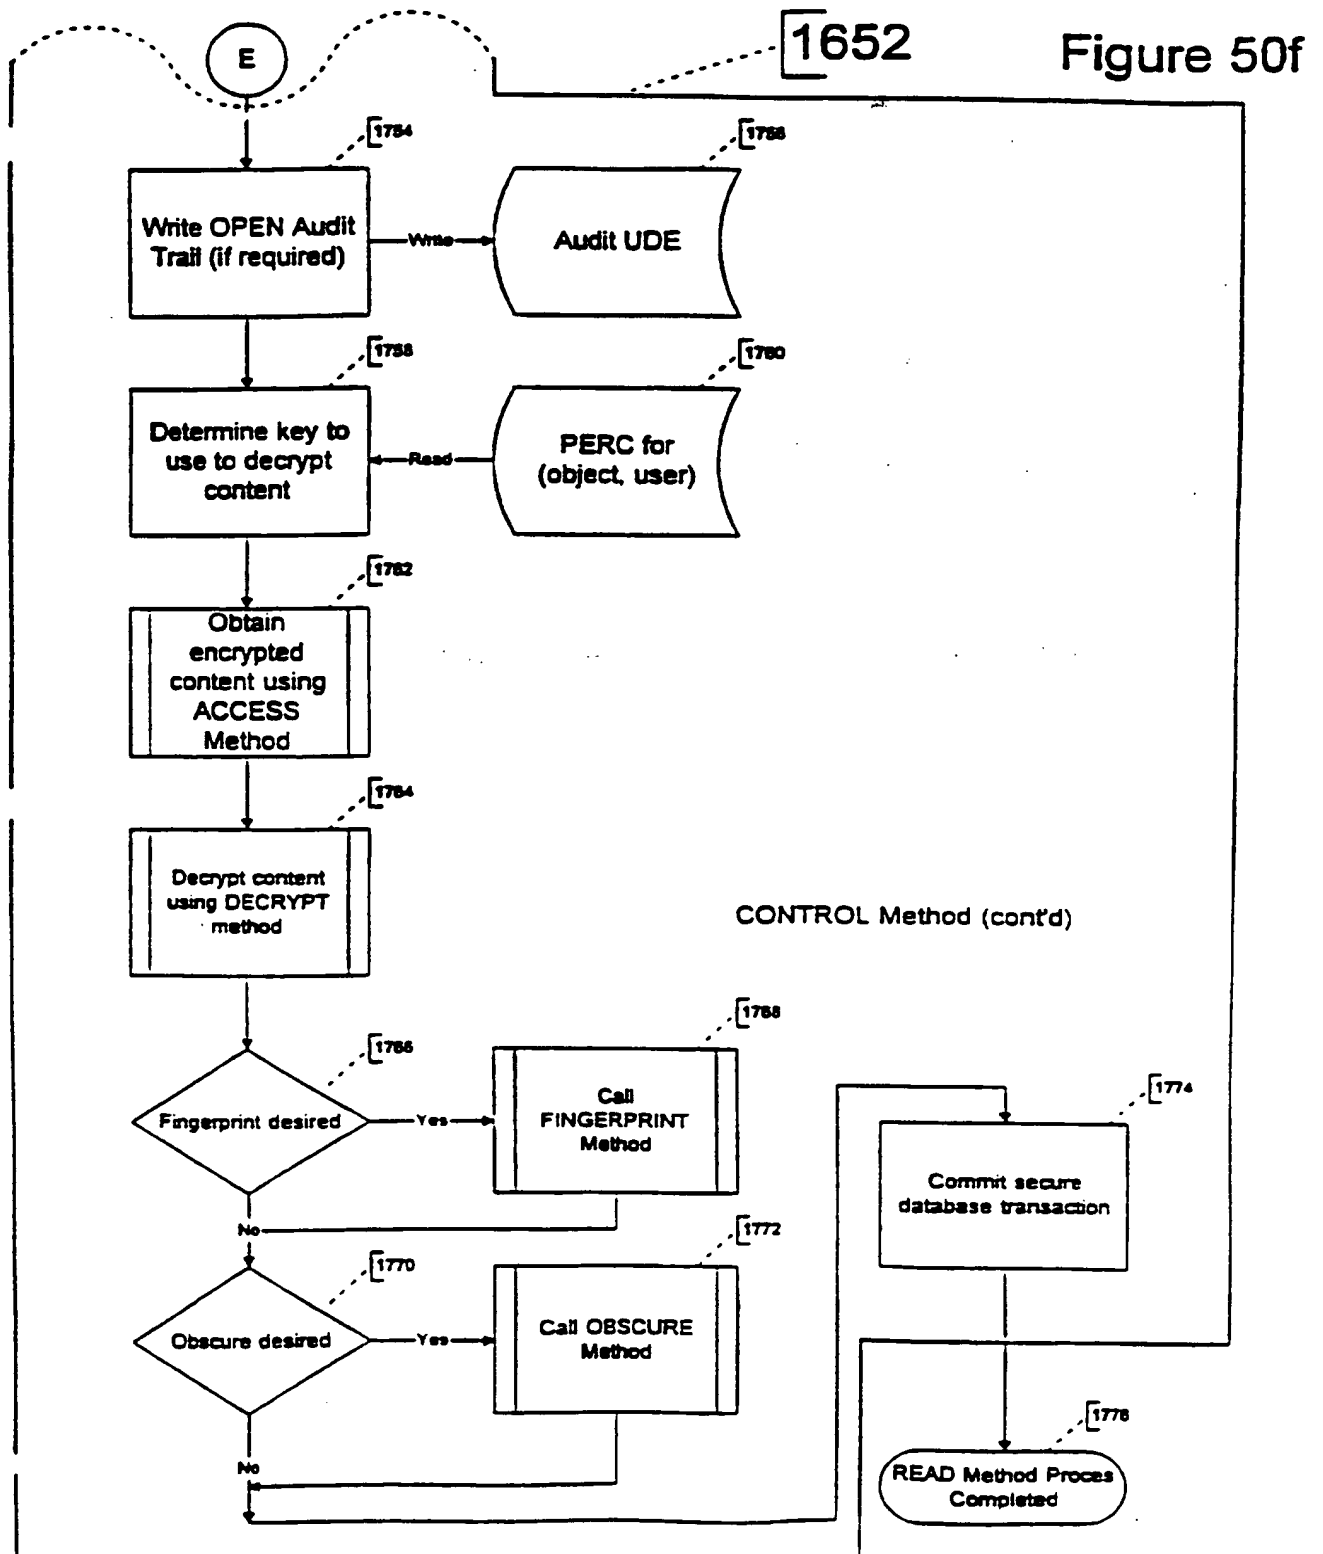 E
1652
Figure 50f
1754
Write OPEN Audit
Trail (if required)
Write
1756
Audit UDE
1758
Determine key to
use to decrypt
content
Read
1760
PERC for
(object, user)
1762
Obtain
encrypted
content using
ACCESS
Method
1764
Decrypt content
using DECRYPT
method
CONTROL Method (cont'd)
1766
Fingerprint desired
Yes
1768
Call
FINGERPRINT
Method
No
1770
Obscure desired
Yes
1772
Call OBSCURE
Method
No
1774
Commit secure
database transaction
1776
READ Method Proces
Completed